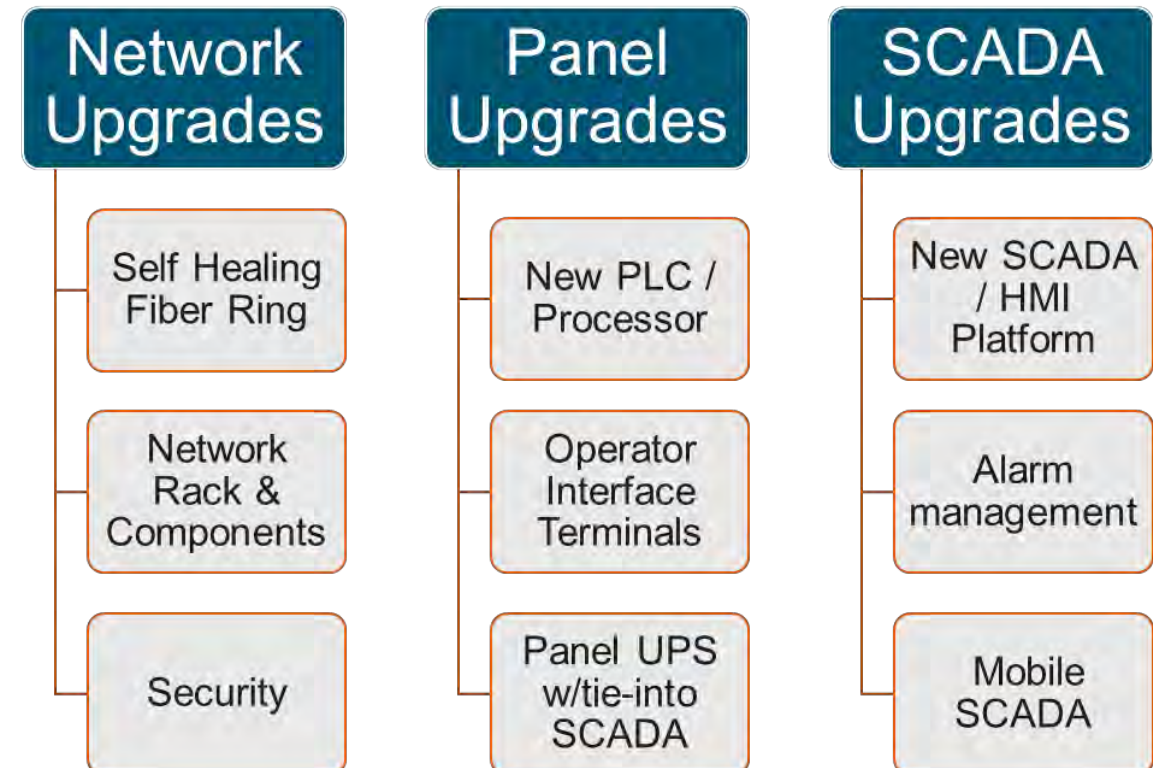 Network
Upgrades
Self Healing
Fiber Ring
Network
Rack &
Components
Security
Panel
Upgrades
New PLC /
Processor
Operator
Interface
Terminals
Panel UPS
w/tie-into
SCADA
SCADA
Upgrades
New SCADA
/ HMI
Platform
Alarm
management
Mobile
SCADA